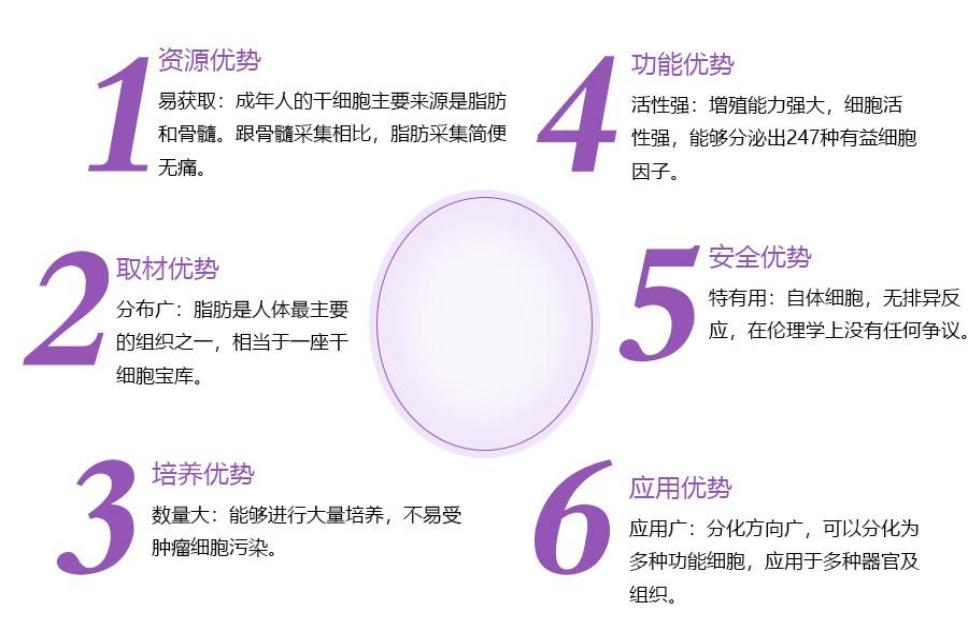 1
资源优势
易获取：成年人的干细胞主要来源是脂肪
和骨髓。跟骨髓采集相比，脂肪采集简便
无痛。
2
取材优势
分布广：脂肪是人体最主要
的组织之一，相当于一座干
细胞宝库。
3
培养优势
数量大：能够进行大量培养，不易受
肿瘤细胞污染。
4
功能优势
活性强：增殖能力强大，细胞活
性强，能够分泌出247种有益细胞
因子。
5
安全优势
特有用：自体细胞，无排异反
应，在伦理学上没有任何争议。
6
应用优势
应用广：分化方向广，可以分化为
多种功能细胞，应用于多种器官及
组织。